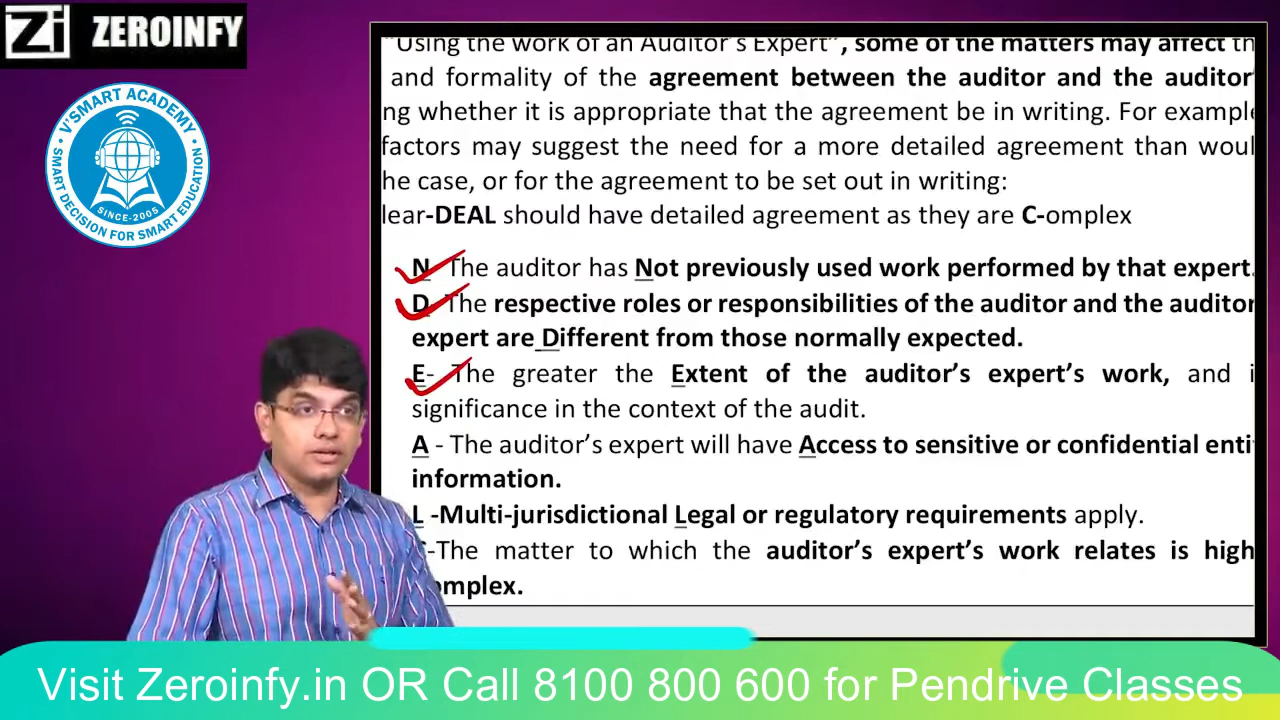 Zi ZEROINFY
V'SMART ACADEMY
SINCE-2005
SMART DECISION FOR SMART EDUCATION
"Using the work of an Auditor's Expert", some of the matters may affect th
and formality of the agreement between the auditor and the auditor'
ng whether it is appropriate that the agreement be in writing. For example
factors may suggest the need for a more detailed agreement than woul
he case, or for the agreement to be set out in writing:
lear-DEAL should have detailed agreement as they are C-omplex
N- The auditor has Not previously used work performed by that expert.
D- The respective roles or responsibilities of the auditor and the auditor
expert are Different from those normally expected.
E- The greater the Extent of the auditor's expert's work, and i
significance in the context of the audit.
A - The auditor's expert will have Access to sensitive or confidential enti
information.
L -Multi-jurisdictional Legal or regulatory requirements apply.
-The matter to which the auditor's expert's work relates is high
omplex.
Visit Zeroinfy.in OR Call 8100 800 600 for Pendrive Classes